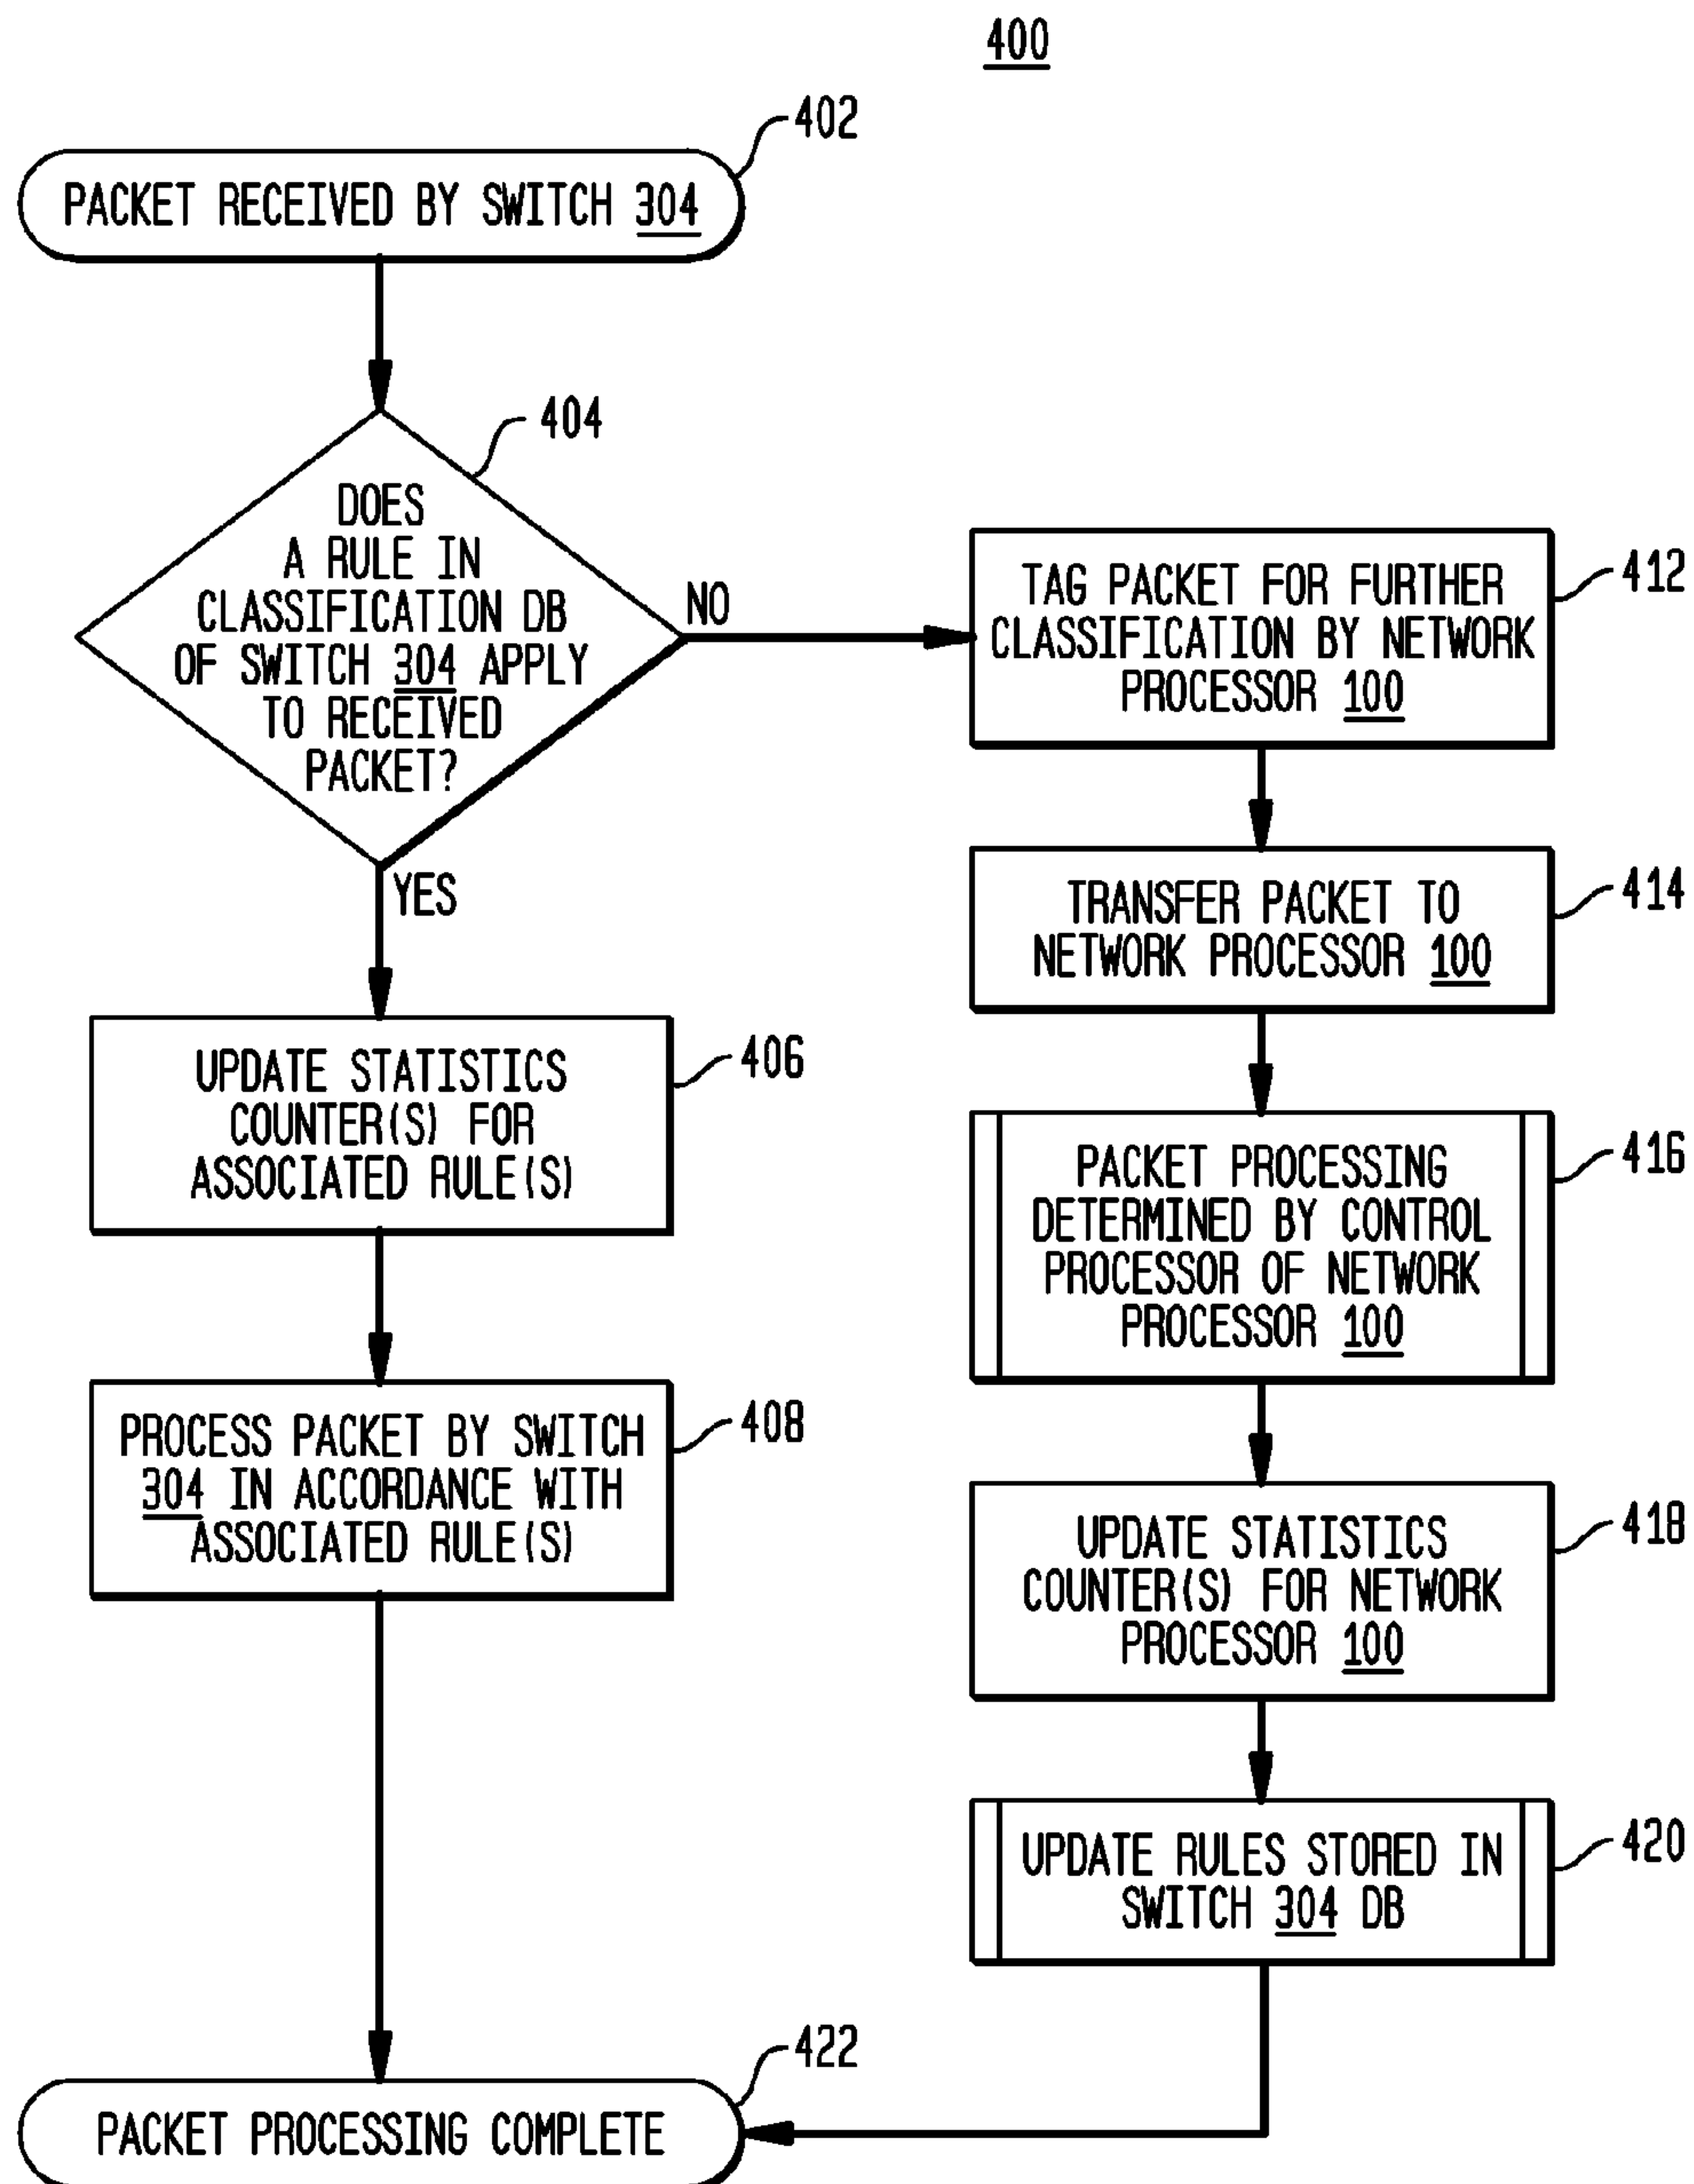 400
402
PACKET RECEIVED BY SWITCH 304
404
DOES
A RULE IN
CLASSIFICATION DB
OF SWITCH 304 APPLY
TO RECEIVED
PACKET?
NO
YES
406
UPDATE STATISTICS
COUNTER(S) FOR
ASSOCIATED RULE(S)
408
PROCESS PACKET BY SWITCH
304 IN ACCORDANCE WITH
ASSOCIATED RULE(S)
412
TAG PACKET FOR FURTHER
CLASSIFICATION BY NETWORK
PROCESSOR 100
414
TRANSFER PACKET TO
NETWORK PROCESSOR 100
416
PACKET PROCESSING
DETERMINED BY CONTROL
PROCESSOR OF NETWORK
PROCESSOR 100
418
UPDATE STATISTICS
COUNTER(S) FOR NETWORK
PROCESSOR 100
420
UPDATE RULES STORED IN
SWITCH 304 DB
422
PACKET PROCESSING COMPLETE